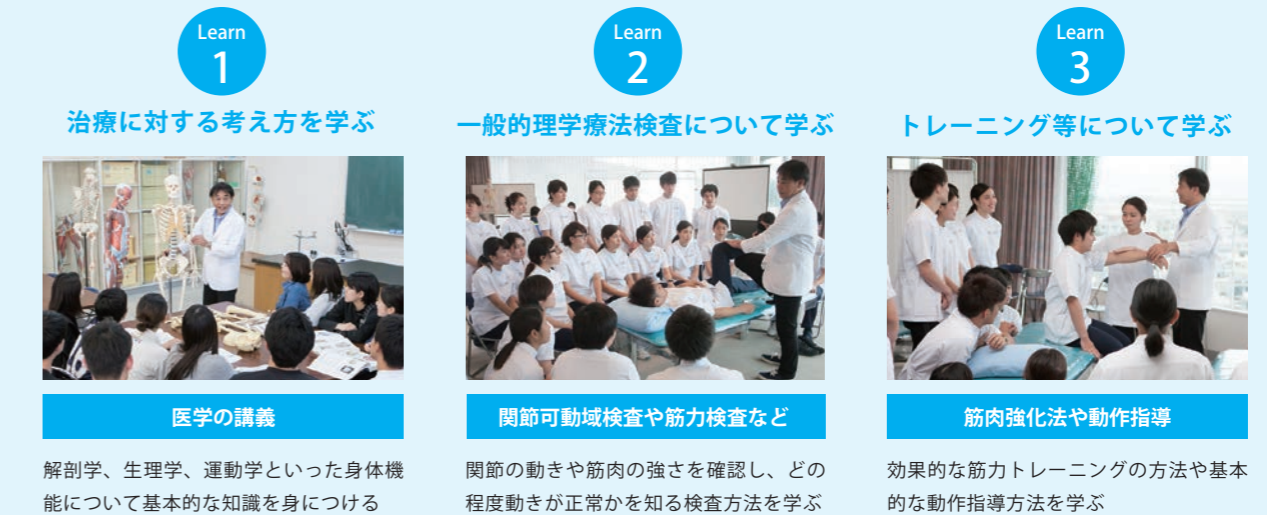 Learn
1
治療に対する考え方を学ぶ
医学の講義
解剖学、生理学、運動学といった身体機
能について基本的な知識を身につける
Learn
2
一般的理学療法検査について学ぶ
関節可動域検査や筋力検査など
関節の動きや筋肉の強さを確認し、どの
程度動きが正常かを知る検査方法を学ぶ
Learn
3
トレーニング等について学ぶ
筋肉強化法や動作指導
効果的な筋力トレーニングの方法や基本
的な動作指導方法を学ぶ